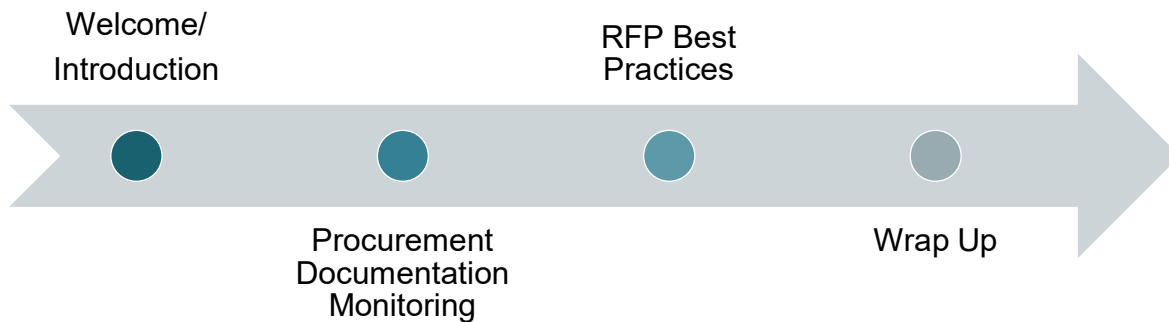 Welcome/
Introduction
Procurement
Documentation
Monitoring
RFP Best
Practices
Wrap Up